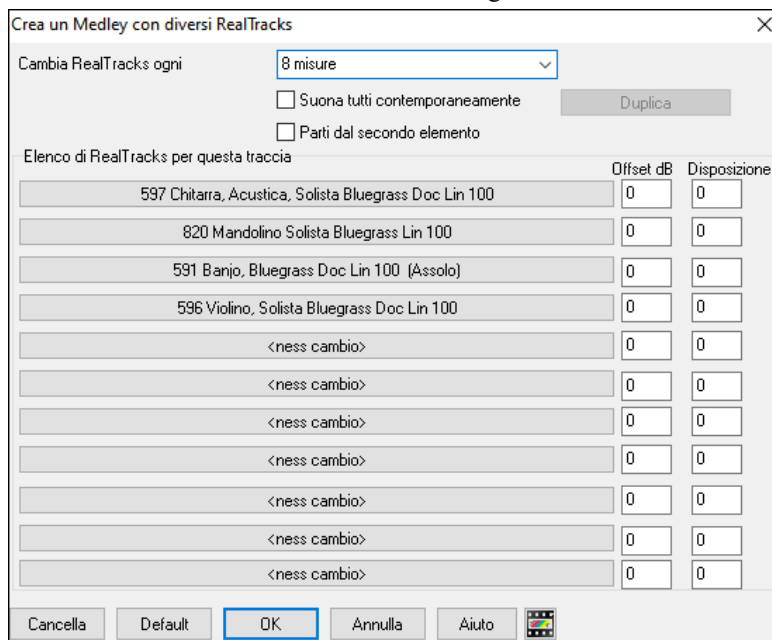 Crea un Medley con diversi RealTracks
Cambia RealTracks ogni 8 misure
Suona tutti contemporaneamente Duplica
Parti dal secondo elemento
Elenco di RealTracks per questa traccia Offset dB Disposizione
597 Chitarra, Acustica, Solista Bluegrass Doc Lin 100 0 0
820 Mandolino Solista Bluegrass Lin 100 0 0
591 Banjo, Bluegrass Doc Lin 100 (Assolo) 0 0
596 Violino, Solista Bluegrass Doc Lin 100 0 0
<ness cambio> 0 0
<ness cambio> 0 0
<ness cambio> 0 0
<ness cambio> 0 0
<ness cambio> 0 0
<ness cambio> 0 0
<ness cambio> 0 0
Cancella Default OK Annulla Aiuto